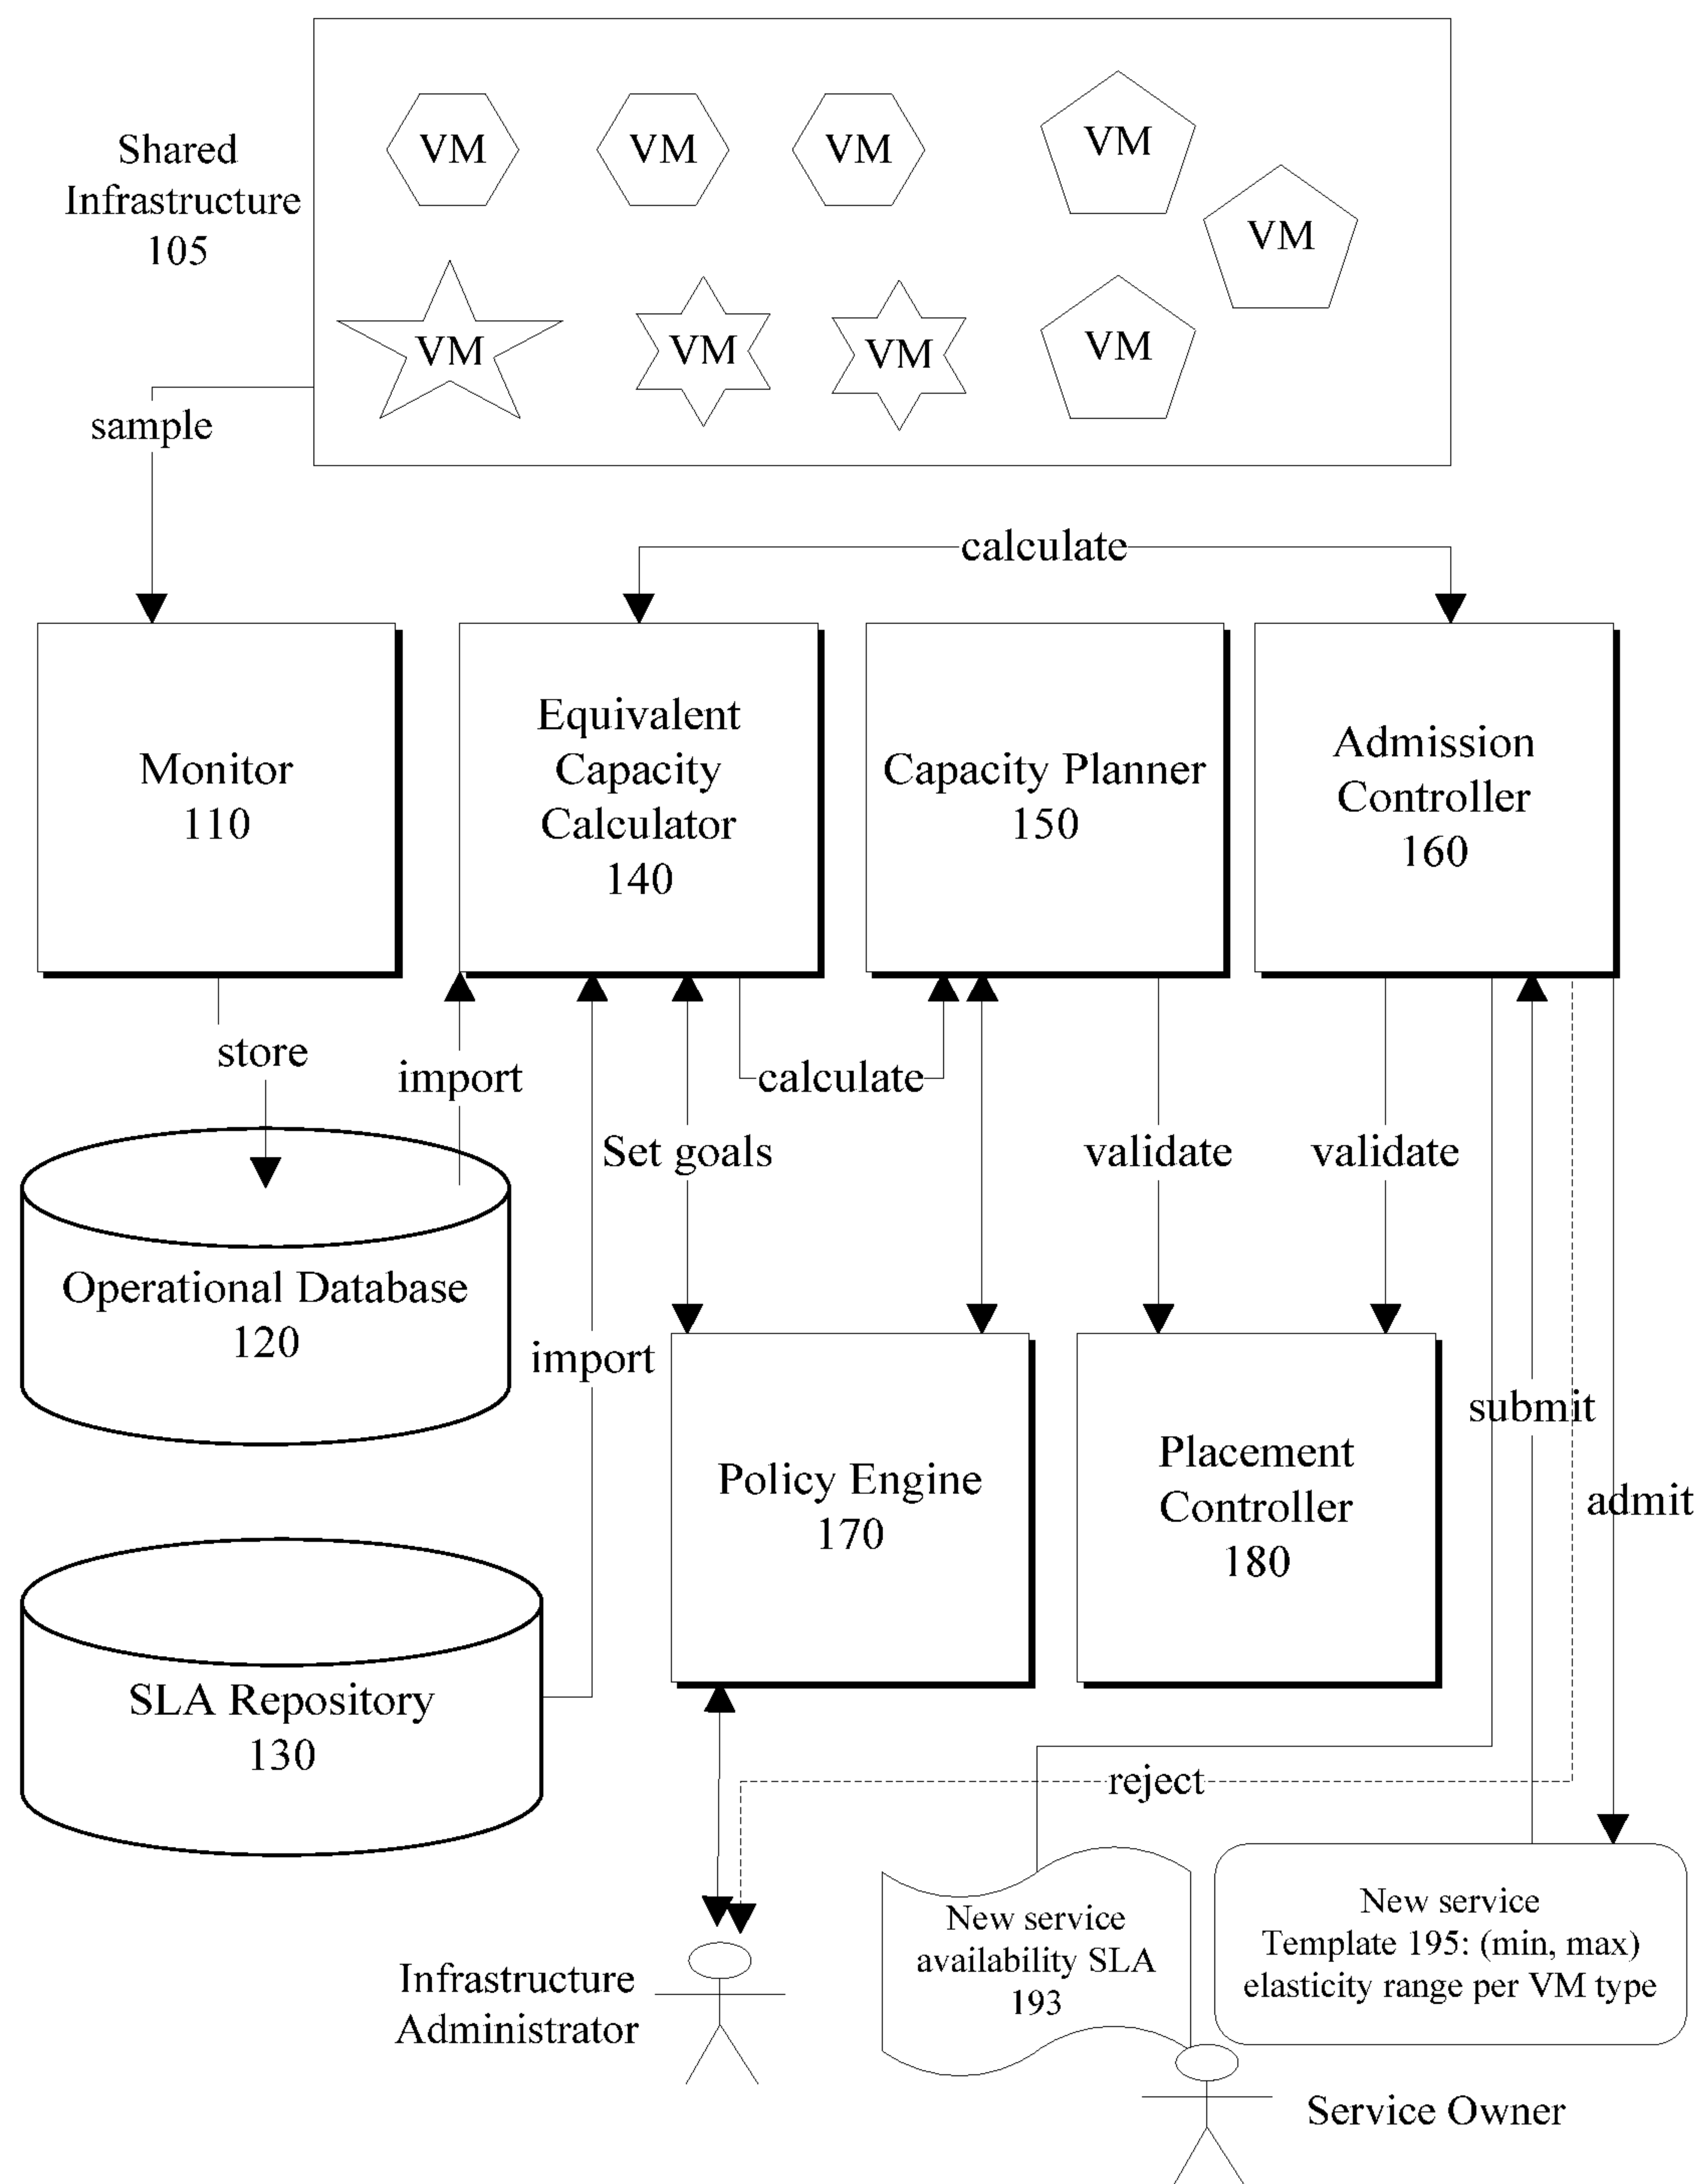 VM
VM
VM
VM
Shared
Infrastructure
105
VM
VM
VM
VM
VM
sample
calculate
Monitor
110
Equivalent
Capacity
Calculator
140
Capacity Planner
150
Admission
Controller
160
store
import
calculate
Set goals
validate
validate
Operational Database
120
import
submit
admit
Policy Engine
170
Placement
Controller
180
SLA Repository
130
reject
Infrastructure
Administrator
New service
availability SLA
193
New service
Template 195: (min, max)
elasticity range per VM type
Service Owner